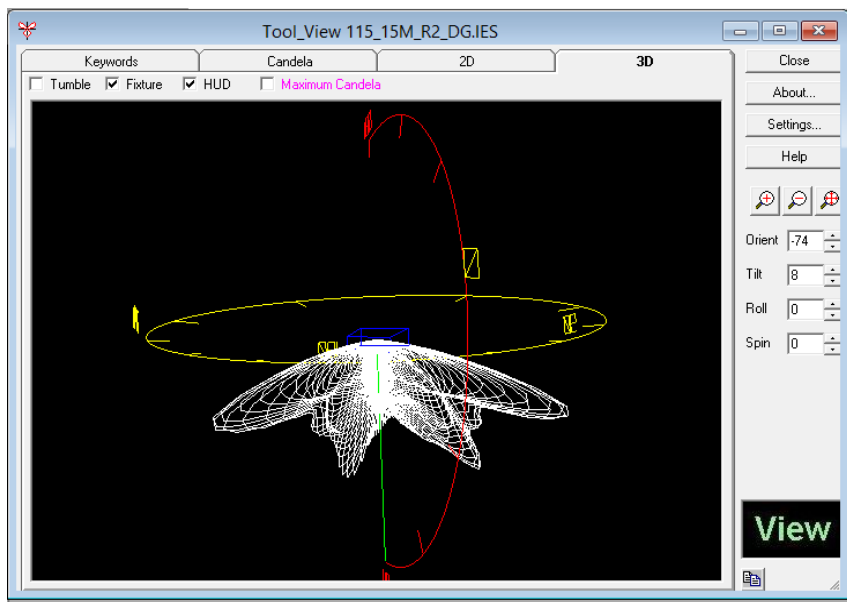 Tool_View 115_15M_R2_DG.IES
Keywords Candela 2D 3D
Tumble Fixture HUD Maximum Candela
Close
About...
Settings...
Help
Orient -74
Tilt 8
Roll 0
Spin 0
View